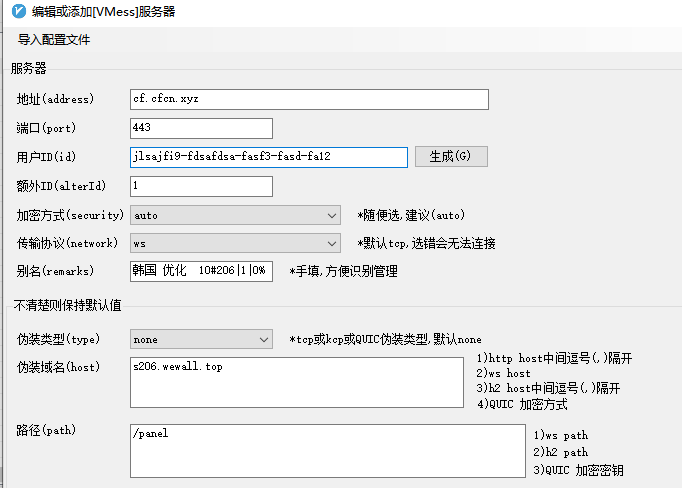 编辑或添加[VMess]服务器
导入配置文件
服务器
地址(address) cf.cfcn.xyz
端口(port) 443
用户ID(id) jlsajfi9-fdsafdsa-fasf3-fasd-fa12 生成(G)
额外ID(alterId) 1
加密方式(security) auto *随便选,建议(auto)
传输协议(network) ws *默认tcp,选错会无法连接
别名(remarks) 韩国 优化 10#206|1|0% *手填,方便识别管理
不清楚则保持默认值
伪装类型(type) none *tcp或kcp或QUIC伪装类型,默认none
伪装域名(host) s206.wewall.top
1)http host中间逗号(,)隔开
2)ws host
3)h2 host中间逗号(,)隔开
4)QUIC 加密方式
路径(path) /panel
1)ws path
2)h2 path
3)QUIC 加密密钥